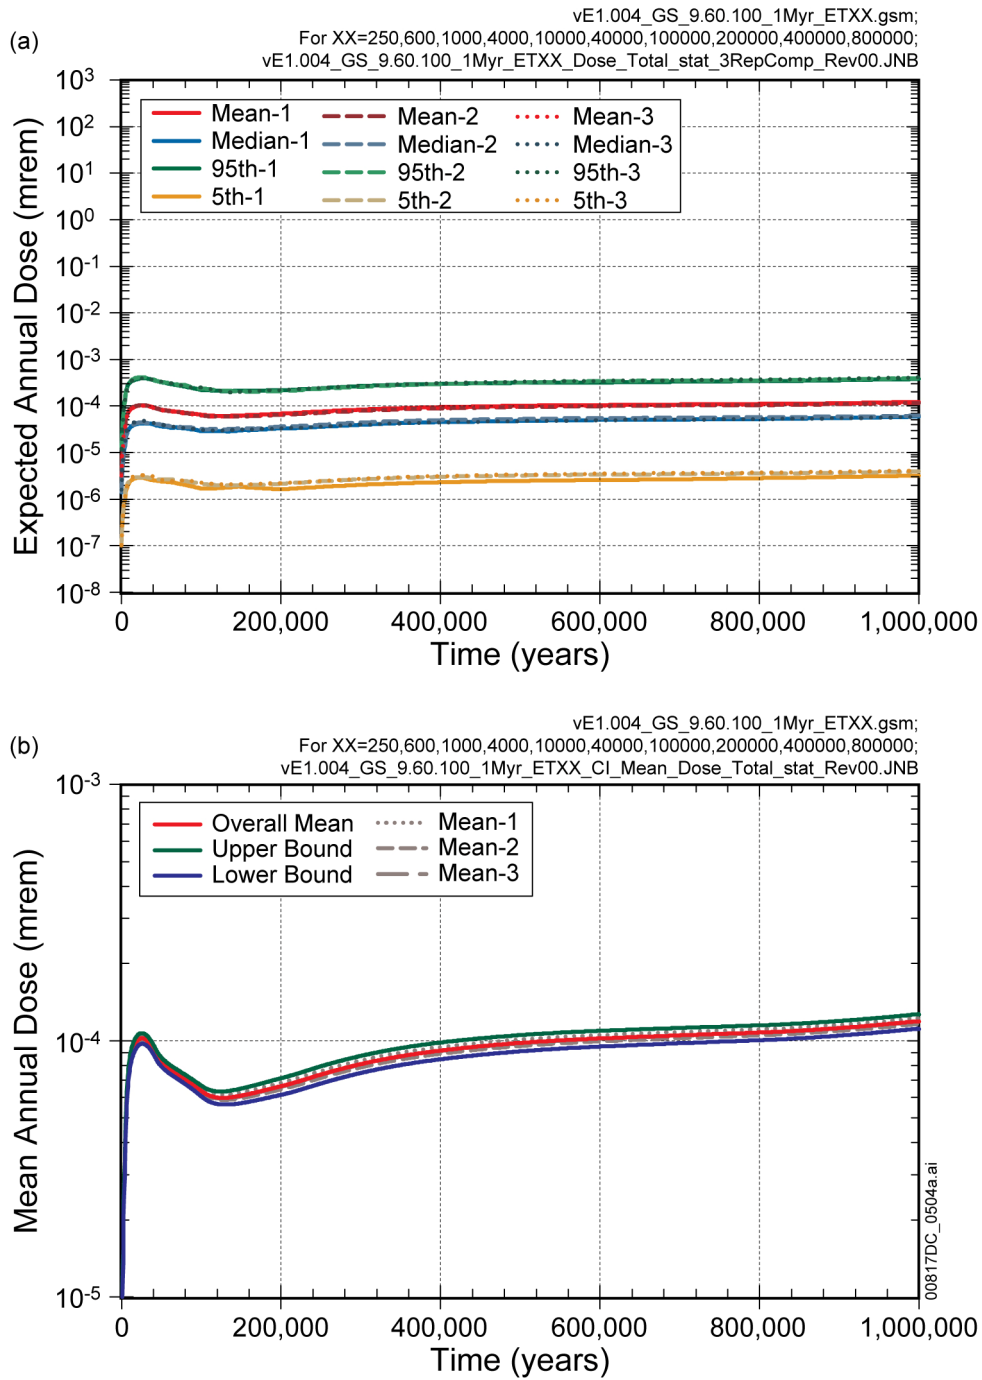 vE1.004_GS_9.60.100_1Myr_ETXX.gsm;
(a)
For XX=250,600,1000,4000,10000,40000,100000,200000,400000,800000;
vE1.004_GS_9.60.100_1Myr_ETXX_Dose_Total_stat_3RepComp_Rev00.JNB
Expected Annual Dose (mrem)
10³
10²
10¹
10⁰
10⁻¹
10⁻²
10⁻³
10⁻⁴
10⁻⁵
10⁻⁶
10⁻⁷
10⁻⁸
Mean-1 Mean-2 Mean-3
Median-1 Median-2 Median-3
95th-1 95th-2 95th-3
5th-1 5th-2 5th-3
0 200,000 400,000 600,000 800,000 1,000,000
Time (years)
vE1.004_GS_9.60.100_1Myr_ETXX.gsm;
(b)
For XX=250,600,1000,4000,10000,40000,100000,200000,400000,800000;
vE1.004_GS_9.60.100_1Myr_ETXX_CI_Mean_Dose_Total_stat_Rev00.JNB
Mean Annual Dose (mrem)
10⁻³
10⁻⁴
10⁻⁵
Overall Mean Mean-1
Upper Bound Mean-2
Lower Bound Mean-3
00817DC_0504a.ai
0 200,000 400,000 600,000 800,000 1,000,000
Time (years)